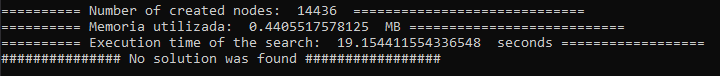 ========== Number of created nodes:  14436  =============================
========== Memoria utilizada:  0.4405517578125  MB ===========================
========== Execution time of the search:  19.154411554336548  seconds ==================
############### No solution was found #################